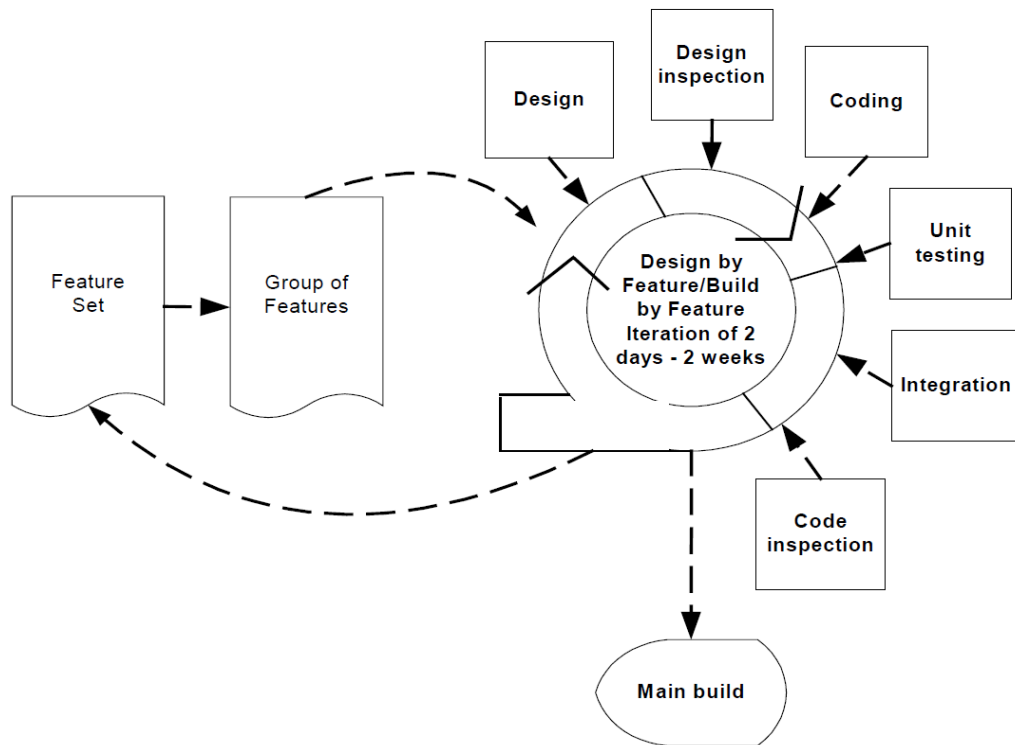 Design
inspection
Design
Coding
Unit
testing
Feature
Set
Group of
Features
Design by
Feature/Build
by Feature
Iteration of 2
days - 2 weeks
Integration
Code
inspection
Main build